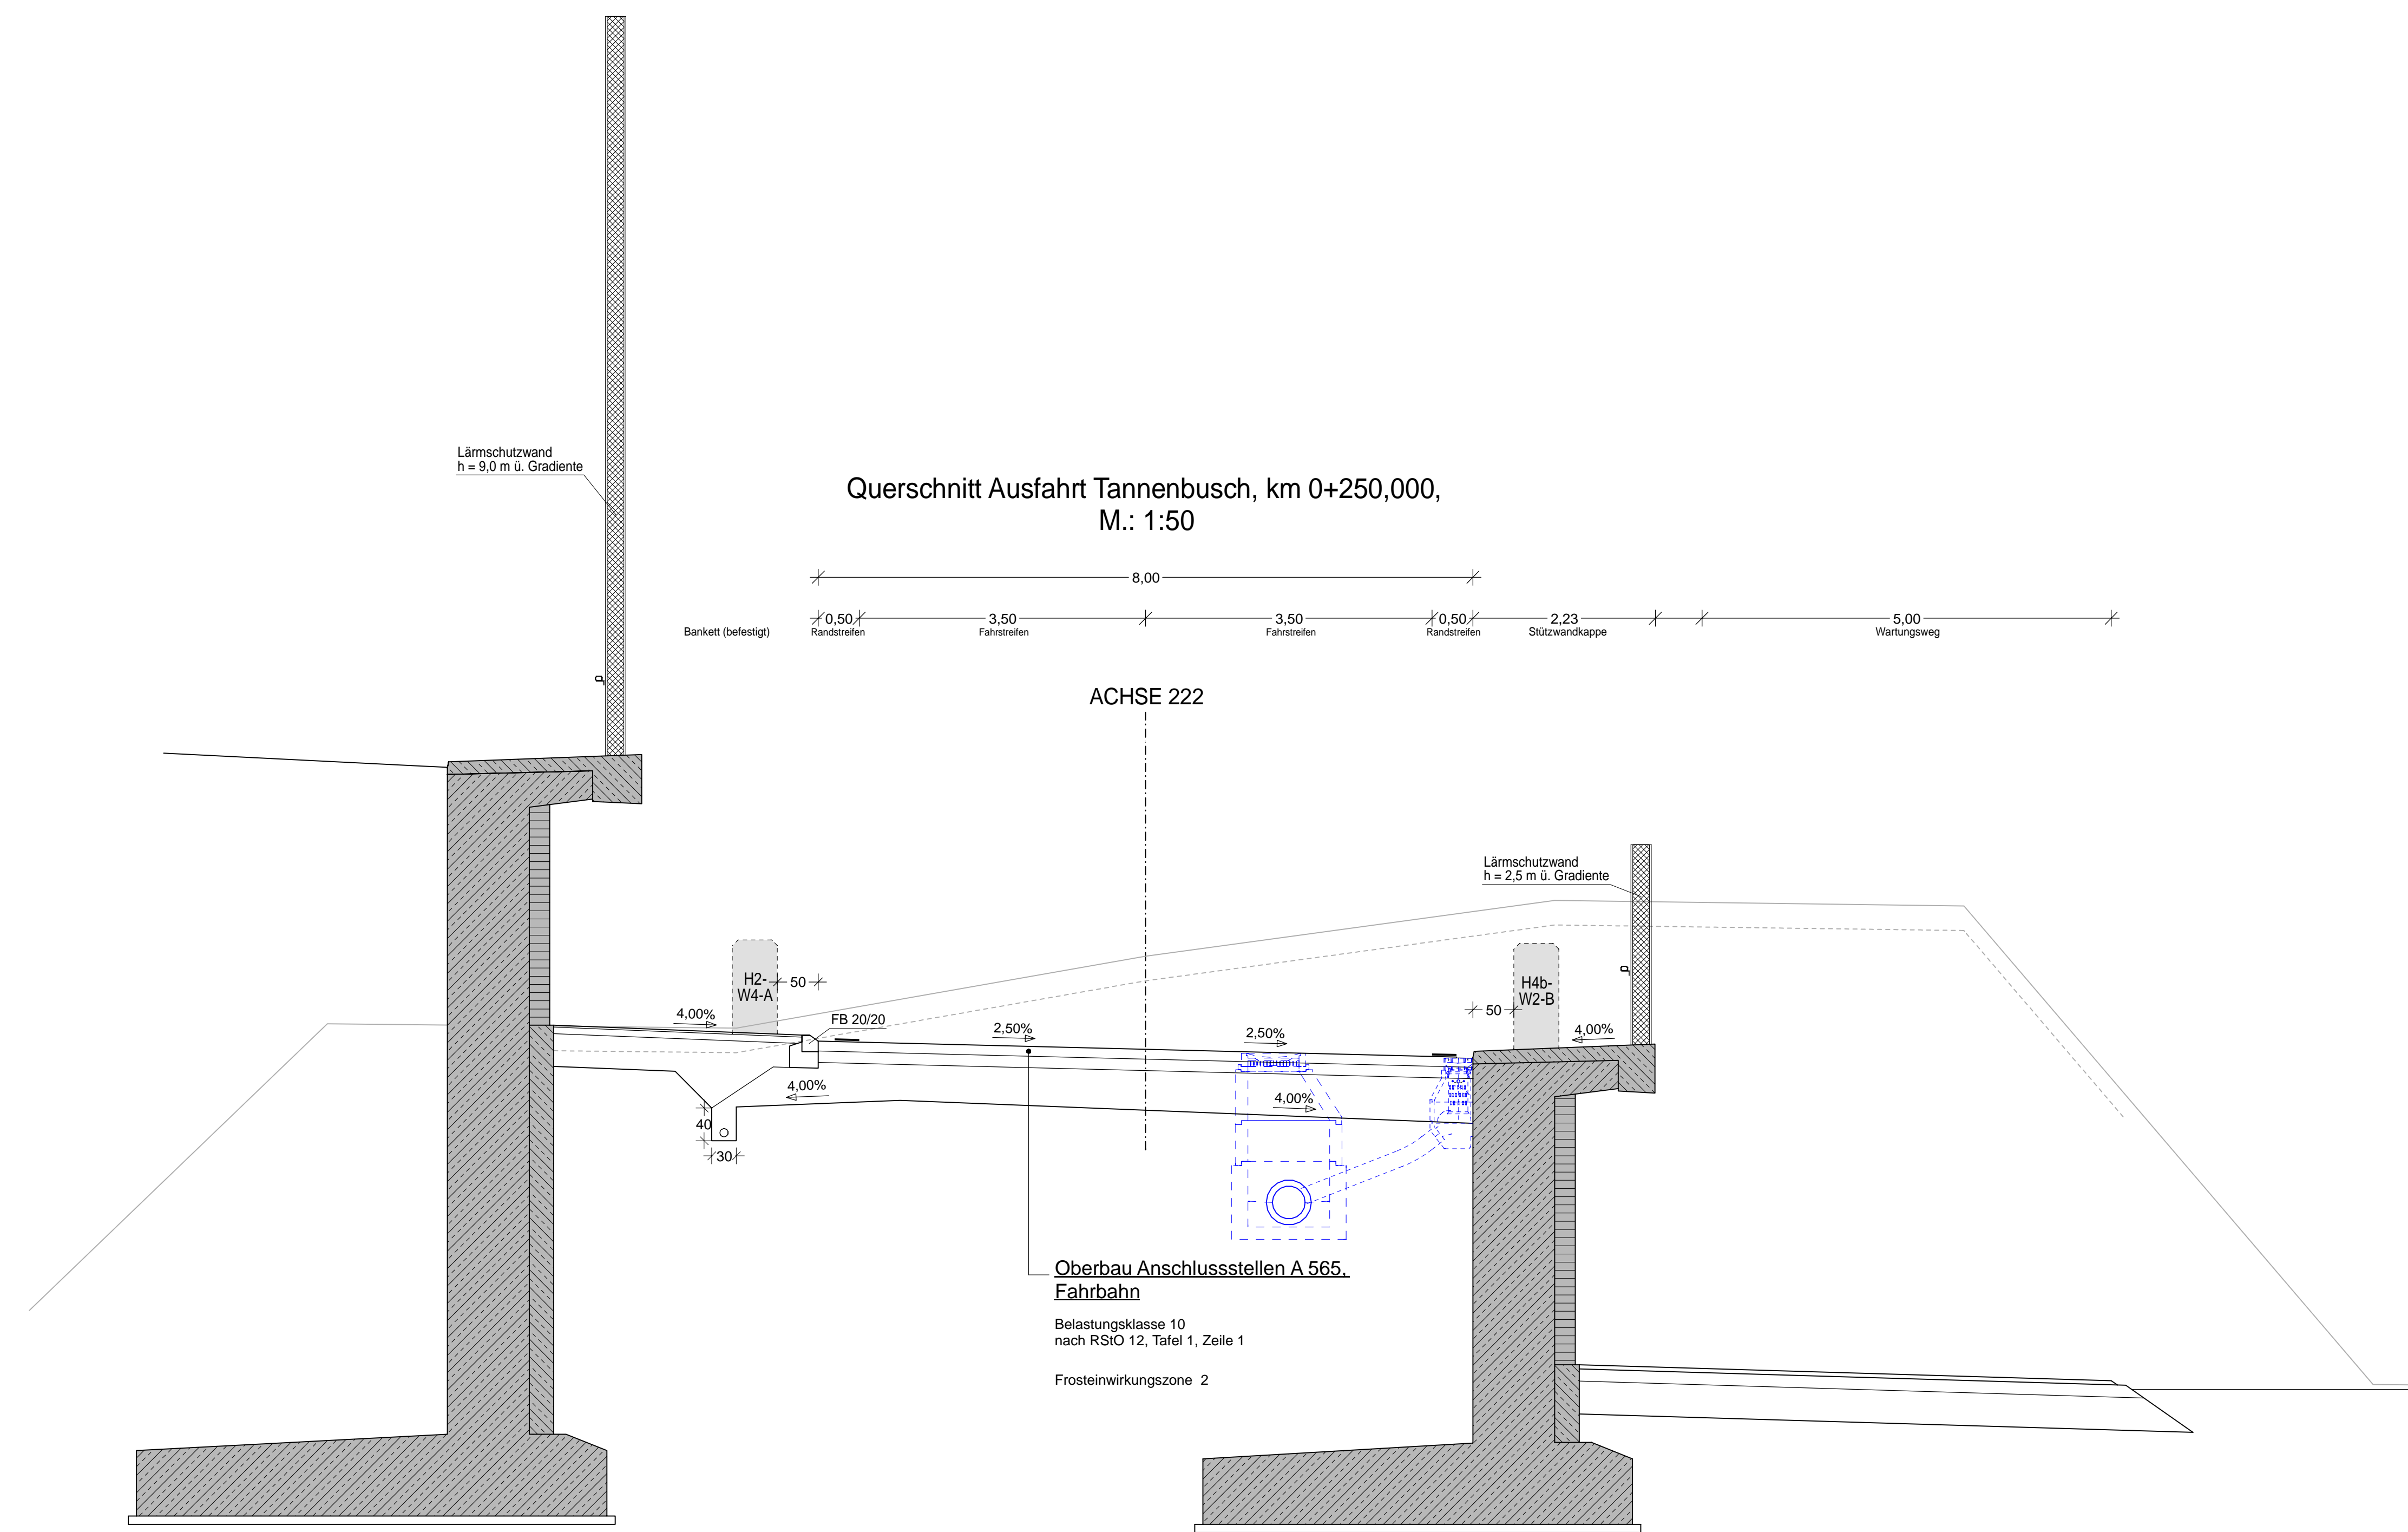 Lärmschutzwand
h = 9,0 m ü. Gradiente
Querschnitt Ausfahrt Tannenbusch, km 0+250,000,
M.: 1:50
8,00
0,50
3,50
3,50
0,50
2,23
5,00
Bankett (befestigt)
Randstreifen
Fahrstreifen
Fahrstreifen
Randstreifen
Stützwandkappe
Wartungsweg
ACHSE 222
Lärmschutzwand
h = 2,5 m ü. Gradiente
H2-
W4-A
50
H4b-
W2-B
50
4,00%
FB 20/20
2,50%
2,50%
4,00%
4,00%
4,00%
40
30
Oberbau Anschlussstellen A 565,
Fahrbahn
Belastungsklasse 10
nach RStO 12, Tafel 1, Zeile 1
Frosteinwirkungszone 2